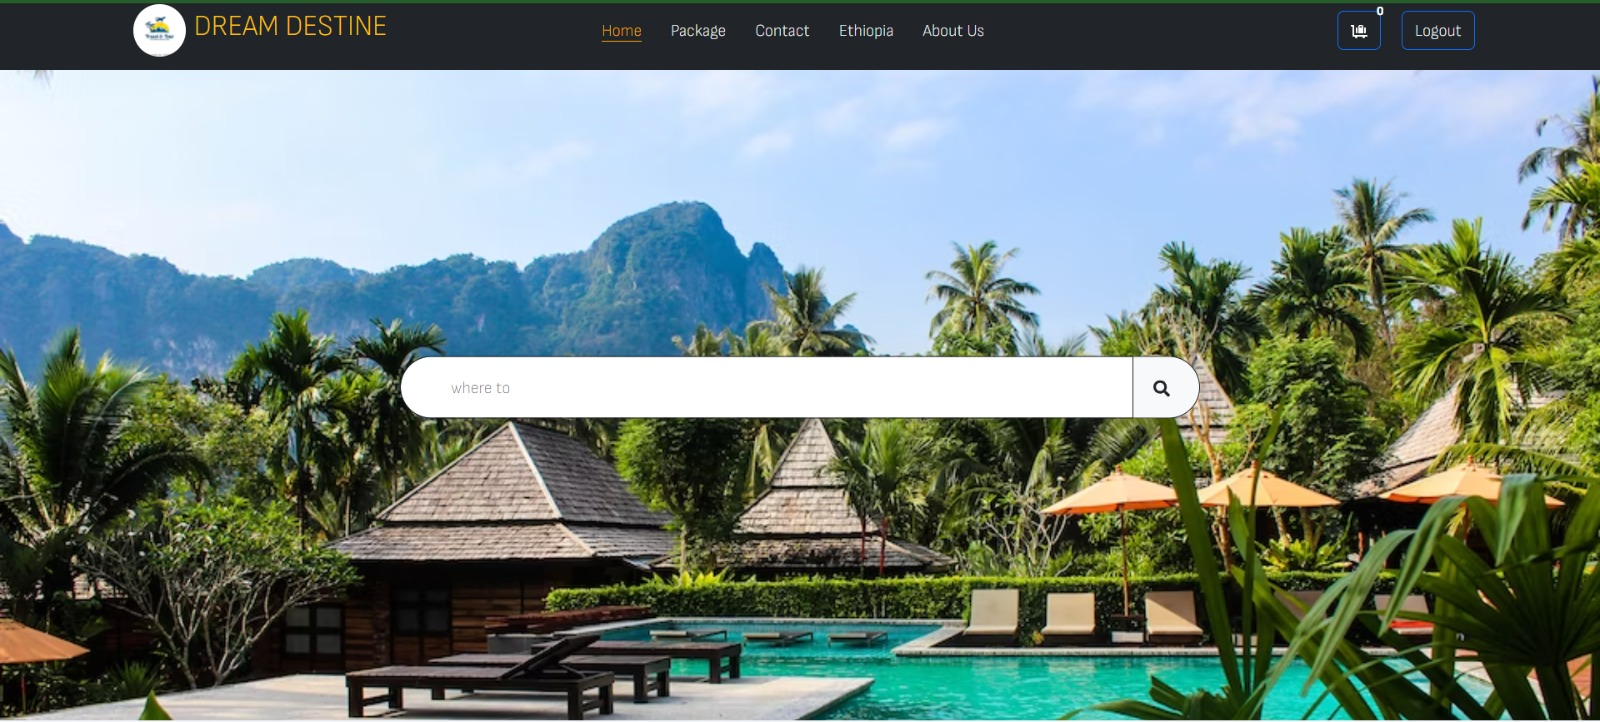 DREAM DESTINE
Home Package Contact Ethiopia About Us
0
Logout
where to